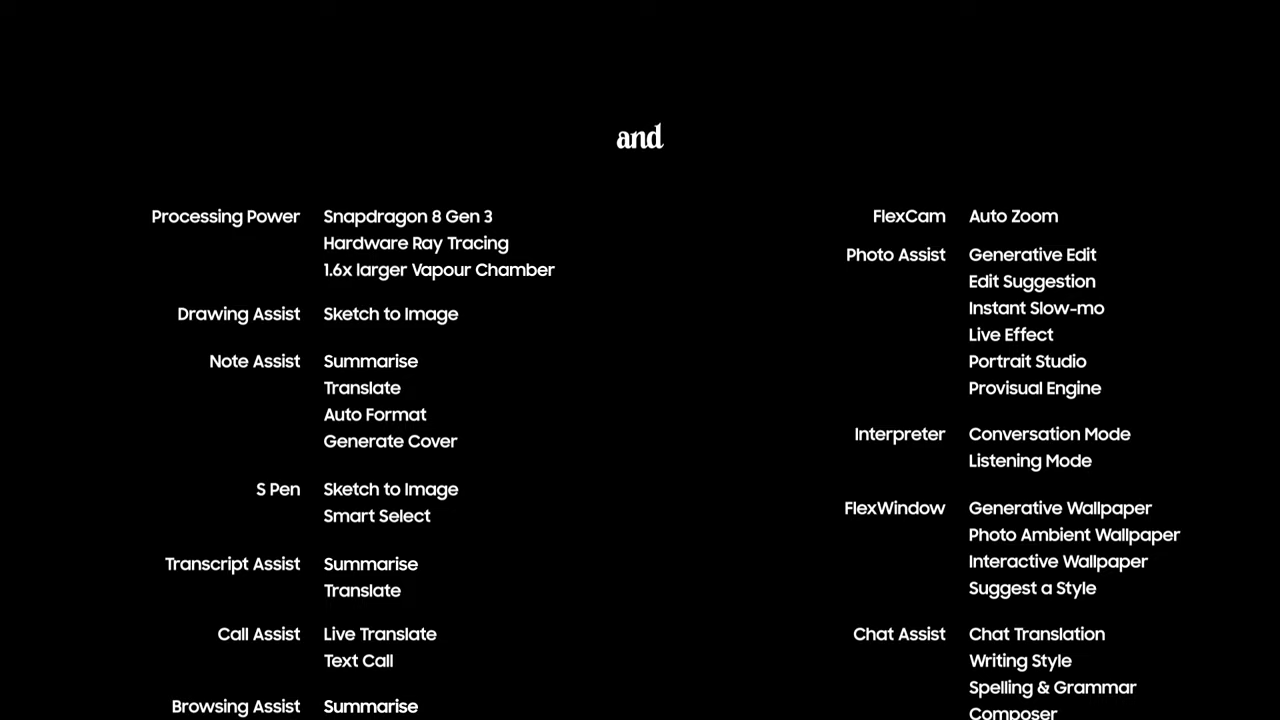 and
Processing Power Snapdragon 8 Gen 3
Hardware Ray Tracing
1.6x larger Vapour Chamber
Drawing Assist Sketch to Image
Note Assist Summarise
Translate
Auto Format
Generate Cover
S Pen Sketch to Image
Smart Select
Transcript Assist Summarise
Translate
Call Assist Live Translate
Text Call
Browsing Assist Summarise
FlexCam Auto Zoom
Photo Assist Generative Edit
Edit Suggestion
Instant Slow-mo
Live Effect
Portrait Studio
Provisual Engine
Interpreter Conversation Mode
Listening Mode
FlexWindow Generative Wallpaper
Photo Ambient Wallpaper
Interactive Wallpaper
Suggest a Style
Chat Assist Chat Translation
Writing Style
Spelling & Grammar
Composer